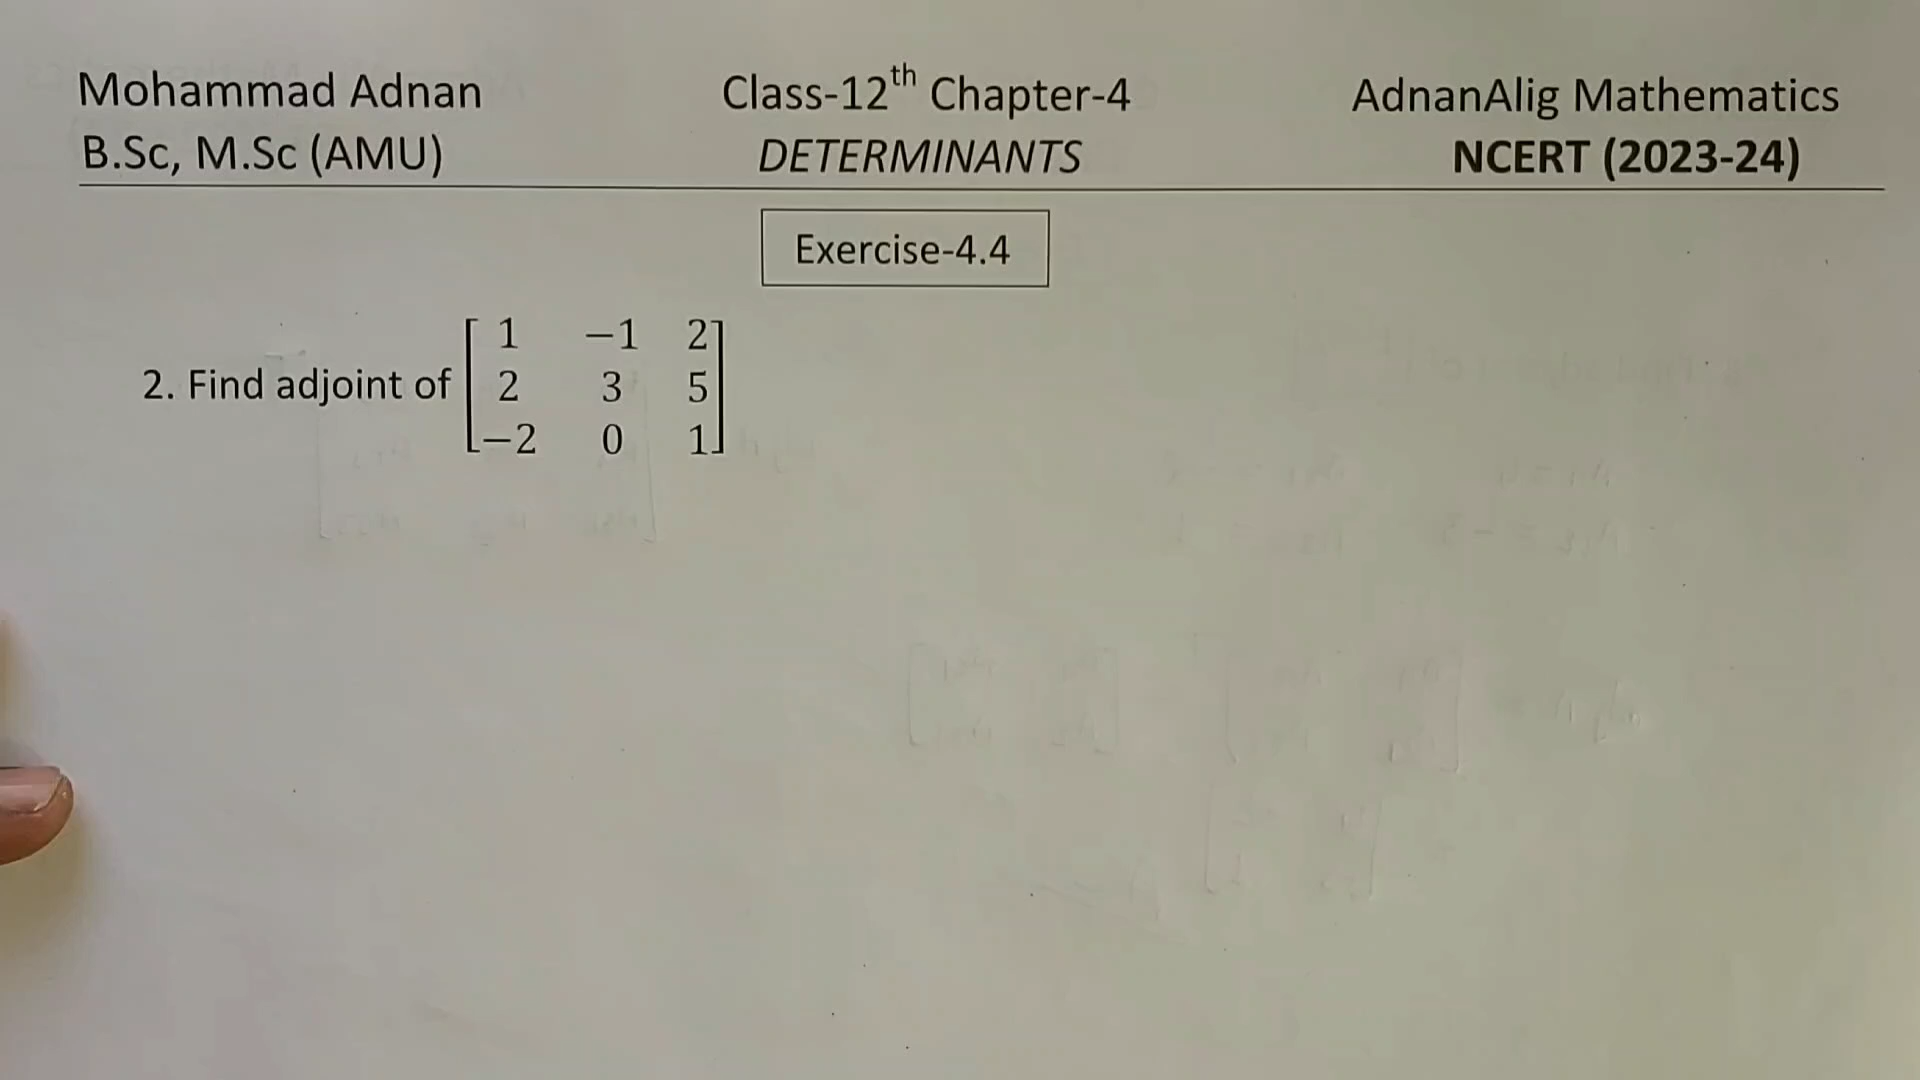 Mohammad Adnan
B.Sc, M.Sc (AMU)
Class-12th Chapter-4
DETERMINANTS
AdnanAlig Mathematics
NCERT (2023-24)
Exercise-4.4
2. Find adjoint of
1 −1 2
2 3 5
−2 0 1